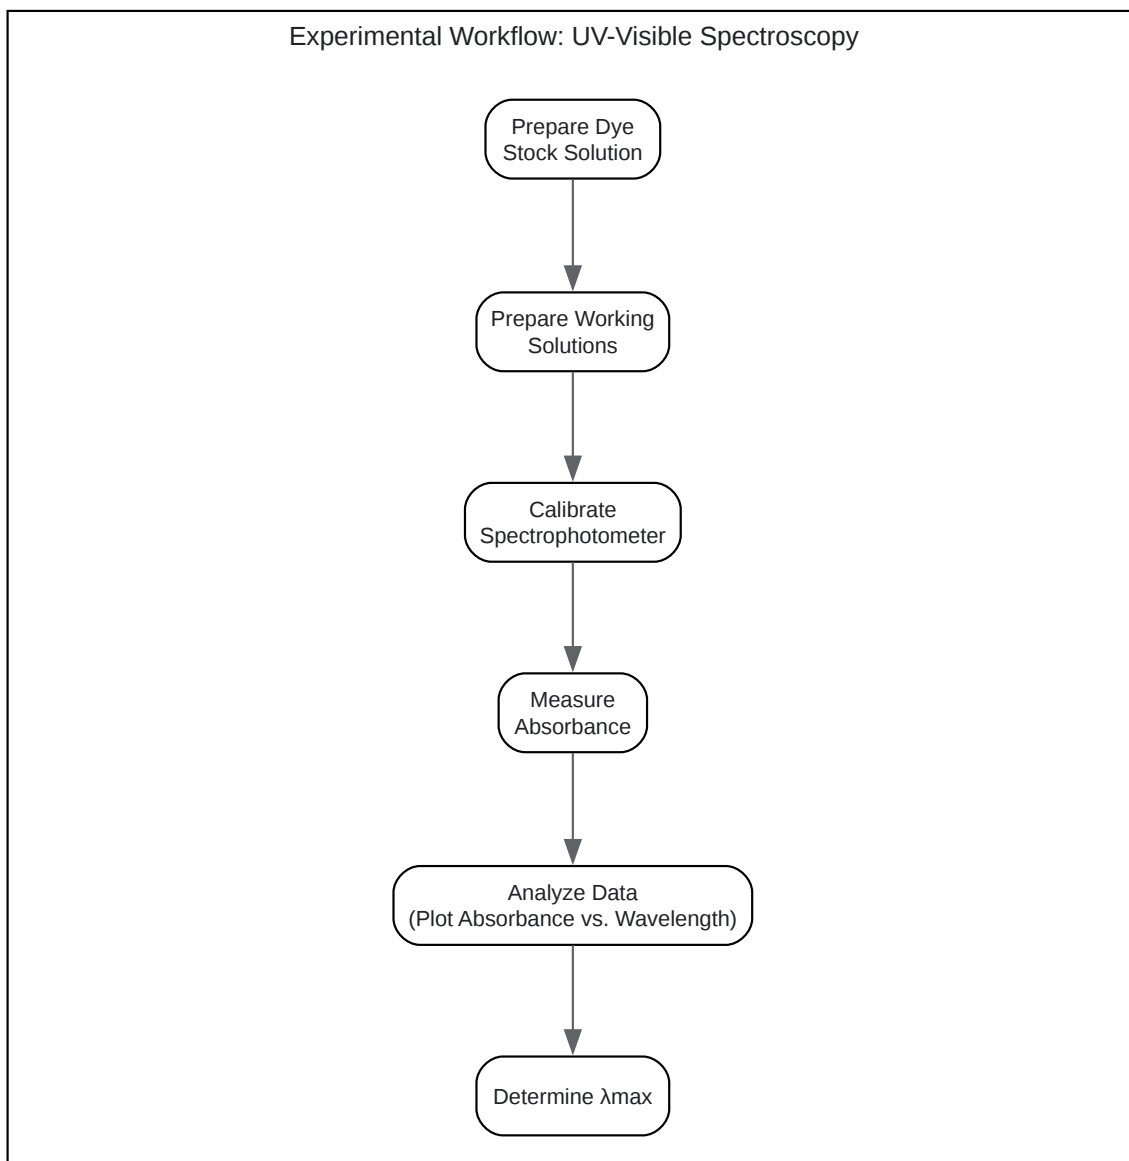 Experimental Workflow: UV-Visible Spectroscopy
Prepare Dye
Stock Solution
Prepare Working
Solutions
Calibrate
Spectrophotometer
Measure
Absorbance
Analyze Data
(Plot Absorbance vs. Wavelength)
Determine λmax